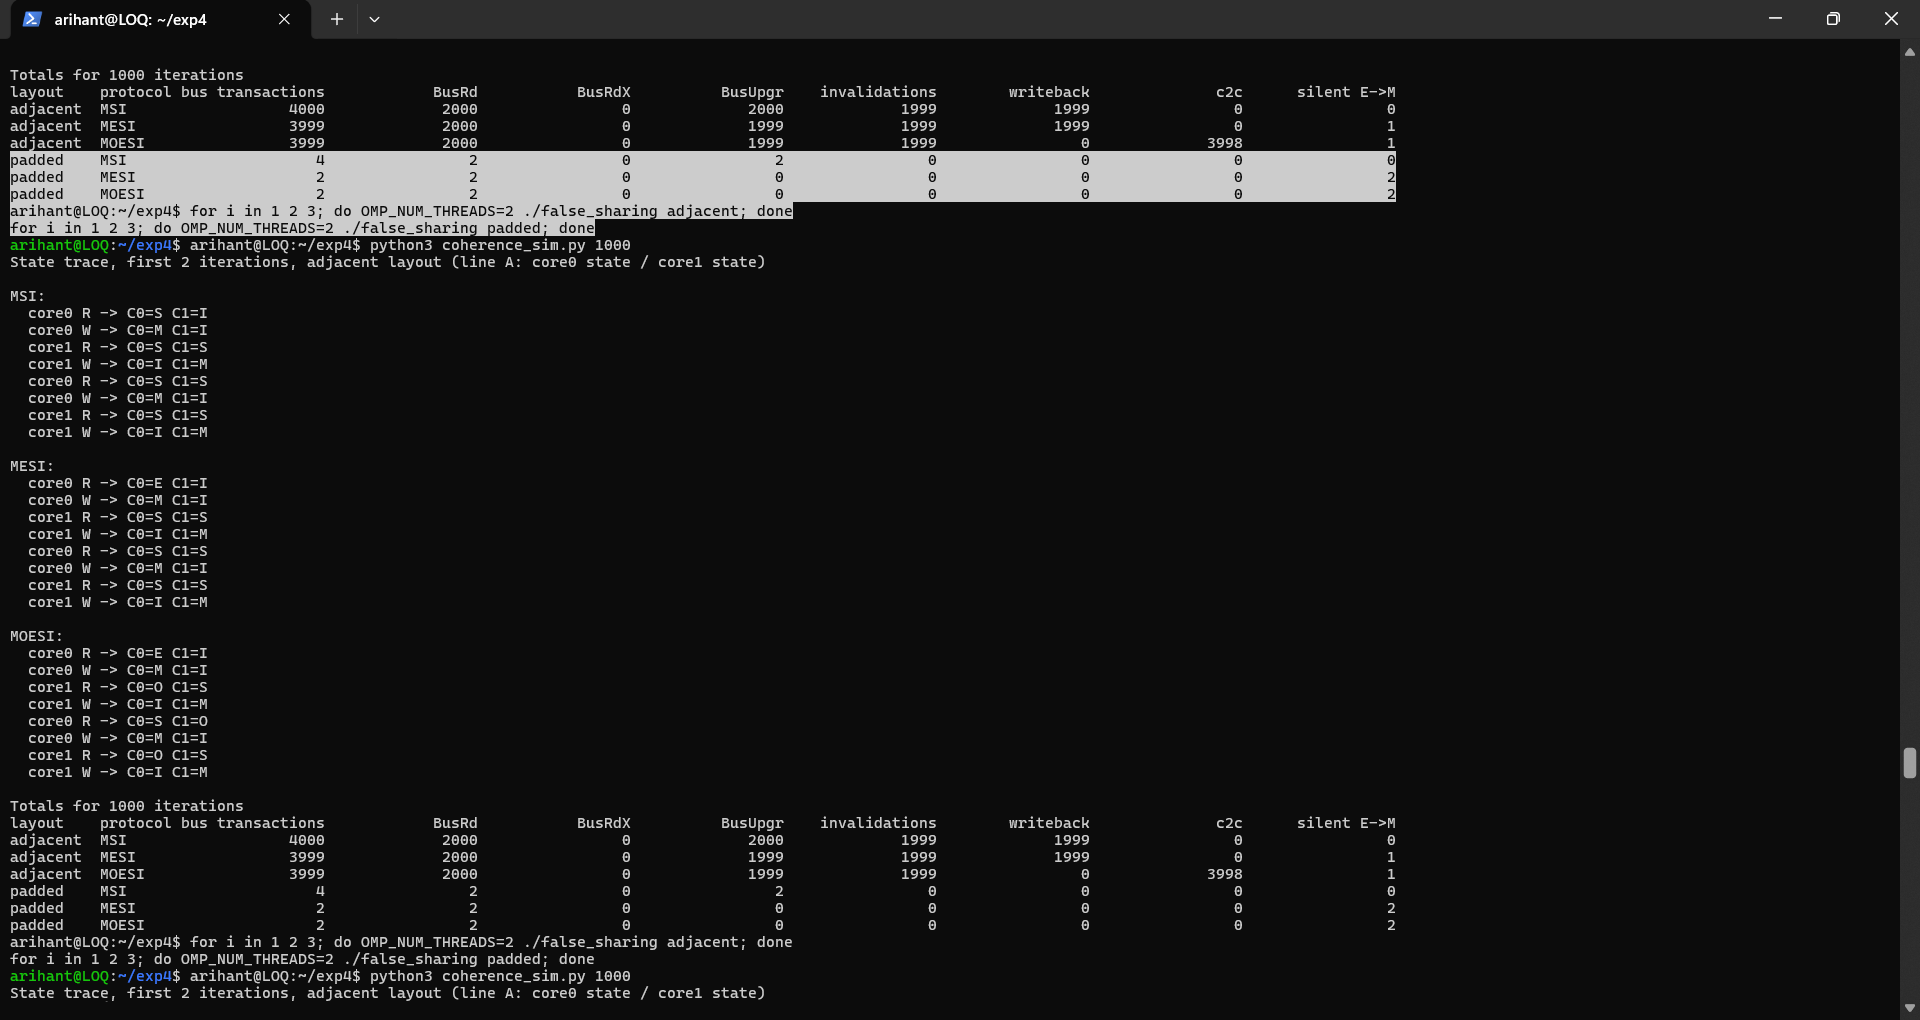 arihant@LOQ: ~/exp4
Totals for 1000 iterations
layout    protocol bus transactions            BusRd           BusRdX          BusUpgr    invalidations        writeback              c2c      silent E->M
adjacent  MSI                  4000             2000                0             2000             1999             1999                0                0
adjacent  MESI                 3999             2000                0             1999             1999             1999                0                1
adjacent  MOESI                3999             2000                0             1999             1999                0             3998                1
padded    MSI                     4                2                0                2                0                0                0                0
padded    MESI                    2                2                0                0                0                0                0                2
padded    MOESI                   2                2                0                0                0                0                0                2
arihant@LOQ:~/exp4$ for i in 1 2 3; do OMP_NUM_THREADS=2 ./false_sharing adjacent; done
for i in 1 2 3; do OMP_NUM_THREADS=2 ./false_sharing padded; done
arihant@LOQ:~/exp4$ arihant@LOQ:~/exp4$ python3 coherence_sim.py 1000
State trace, first 2 iterations, adjacent layout (line A: core0 state / core1 state)
MSI:
  core0 R -> C0=S C1=I
  core0 W -> C0=M C1=I
  core1 R -> C0=S C1=S
  core1 W -> C0=I C1=M
  core0 R -> C0=S C1=S
  core0 W -> C0=M C1=I
  core1 R -> C0=S C1=S
  core1 W -> C0=I C1=M
MESI:
  core0 R -> C0=E C1=I
  core0 W -> C0=M C1=I
  core1 R -> C0=S C1=S
  core1 W -> C0=I C1=M
  core0 R -> C0=S C1=S
  core0 W -> C0=M C1=I
  core1 R -> C0=S C1=S
  core1 W -> C0=I C1=M
MOESI:
  core0 R -> C0=E C1=I
  core0 W -> C0=M C1=I
  core1 R -> C0=O C1=S
  core1 W -> C0=I C1=M
  core0 R -> C0=S C1=O
  core0 W -> C0=M C1=I
  core1 R -> C0=O C1=S
  core1 W -> C0=I C1=M
Totals for 1000 iterations
layout    protocol bus transactions            BusRd           BusRdX          BusUpgr    invalidations        writeback              c2c      silent E->M
adjacent  MSI                  4000             2000                0             2000             1999             1999                0                0
adjacent  MESI                 3999             2000                0             1999             1999             1999                0                1
adjacent  MOESI                3999             2000                0             1999             1999                0             3998                1
padded    MSI                     4                2                0                2                0                0                0                0
padded    MESI                    2                2                0                0                0                0                0                2
padded    MOESI                   2                2                0                0                0                0                0                2
arihant@LOQ:~/exp4$ for i in 1 2 3; do OMP_NUM_THREADS=2 ./false_sharing adjacent; done
for i in 1 2 3; do OMP_NUM_THREADS=2 ./false_sharing padded; done
arihant@LOQ:~/exp4$ arihant@LOQ:~/exp4$ python3 coherence_sim.py 1000
State trace, first 2 iterations, adjacent layout (line A: core0 state / core1 state)